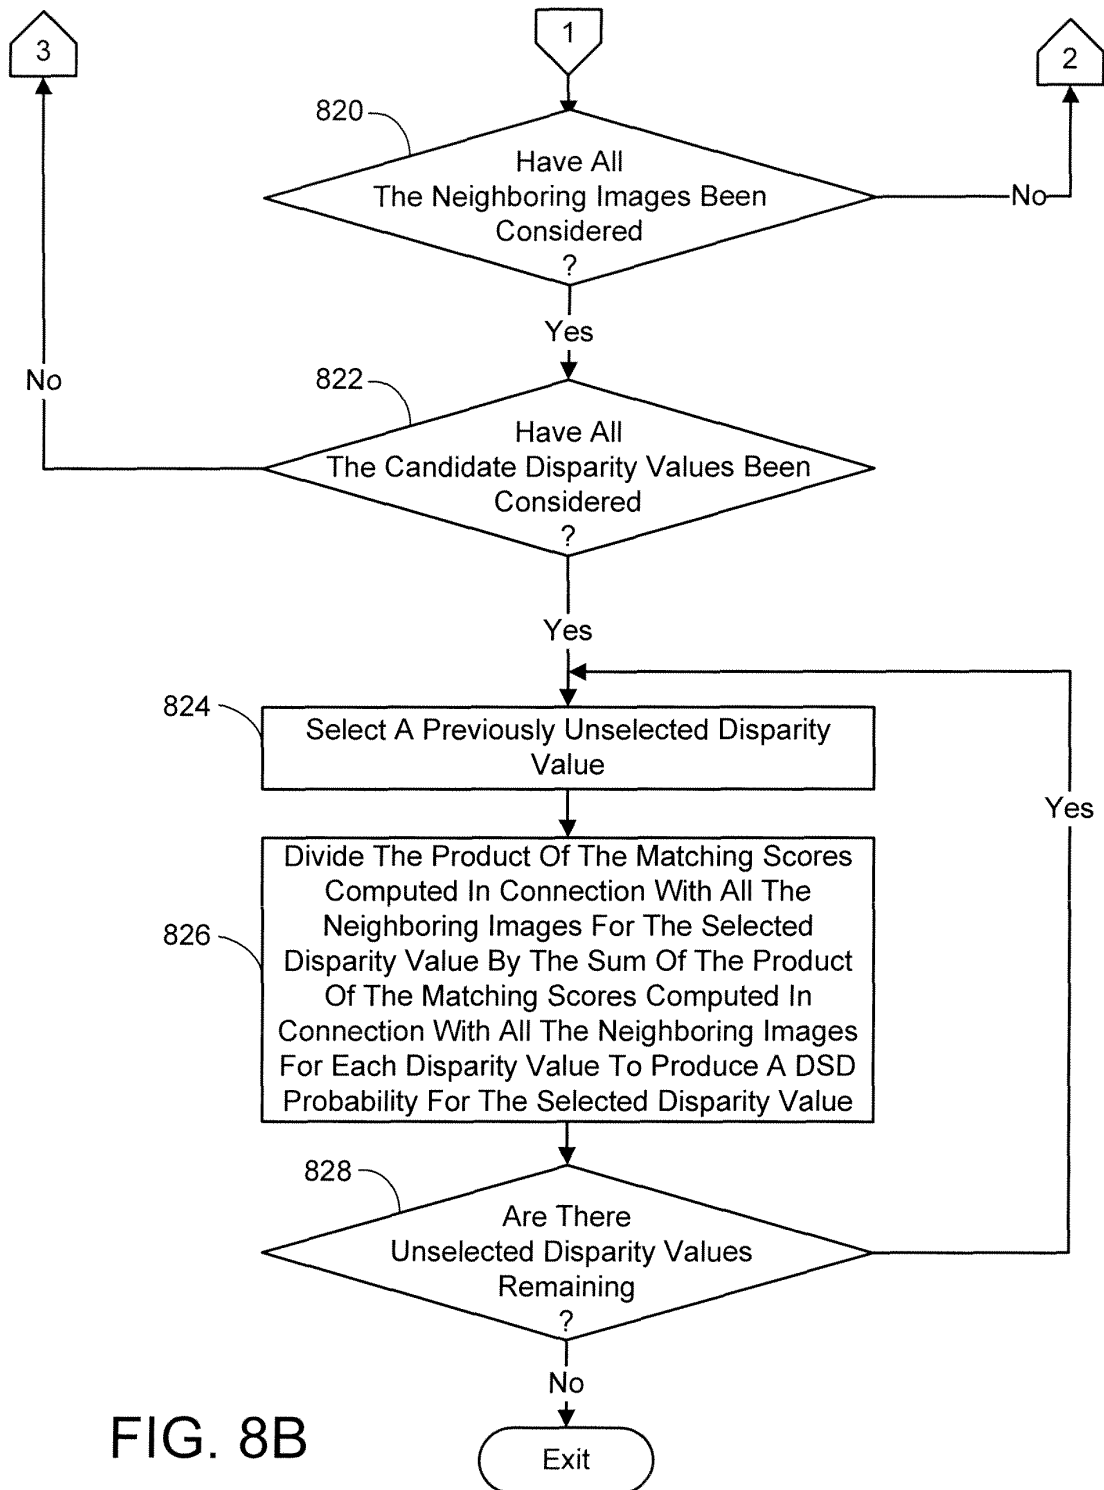 3
1
2
820
Have All
The Neighboring Images Been
Considered
?
No
Yes
No
822
Have All
The Candidate Disparity Values Been
Considered
?
Yes
824
Select A Previously Unselected Disparity
Value
Yes
826
Divide The Product Of The Matching Scores
Computed In Connection With All The
Neighboring Images For The Selected
Disparity Value By The Sum Of The Product
Of The Matching Scores Computed In
Connection With All The Neighboring Images
For Each Disparity Value To Produce A DSD
Probability For The Selected Disparity Value
828
Are There
Unselected Disparity Values
Remaining
?
No
Exit
FIG. 8B